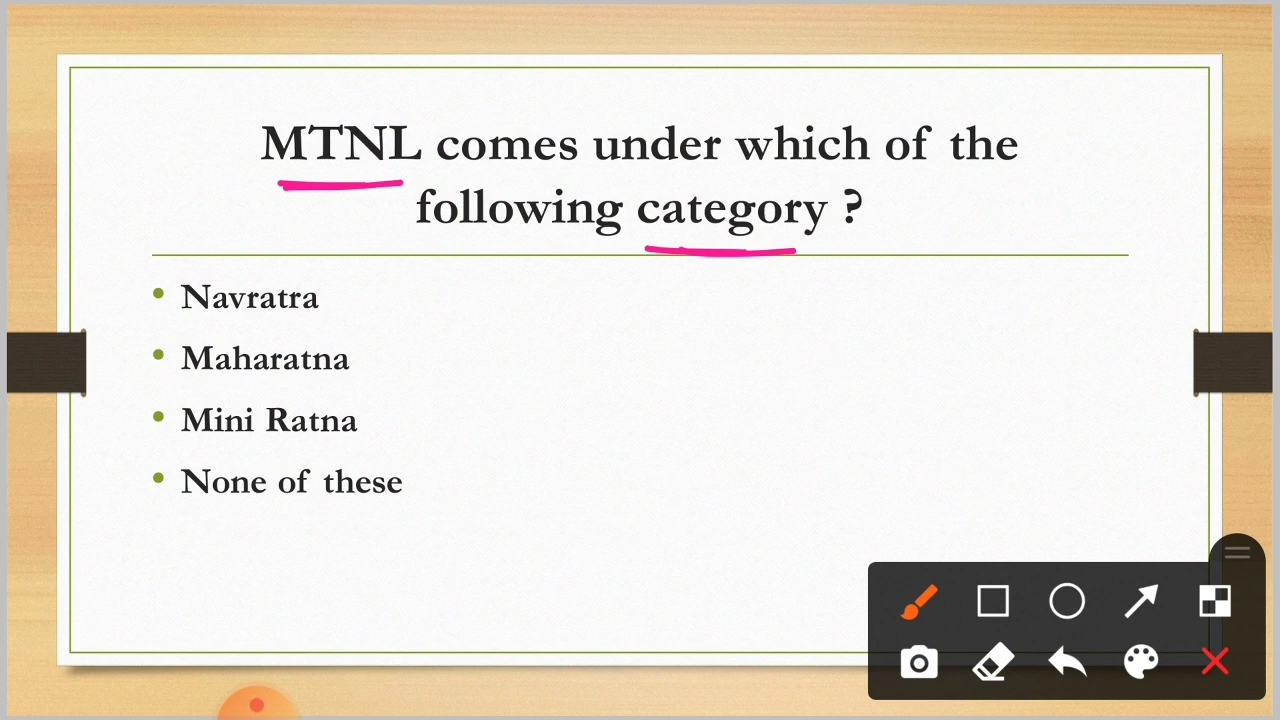 MTNL comes under which of the
following category ?
• Navratra
• Maharatna
• Mini Ratna
• None of these